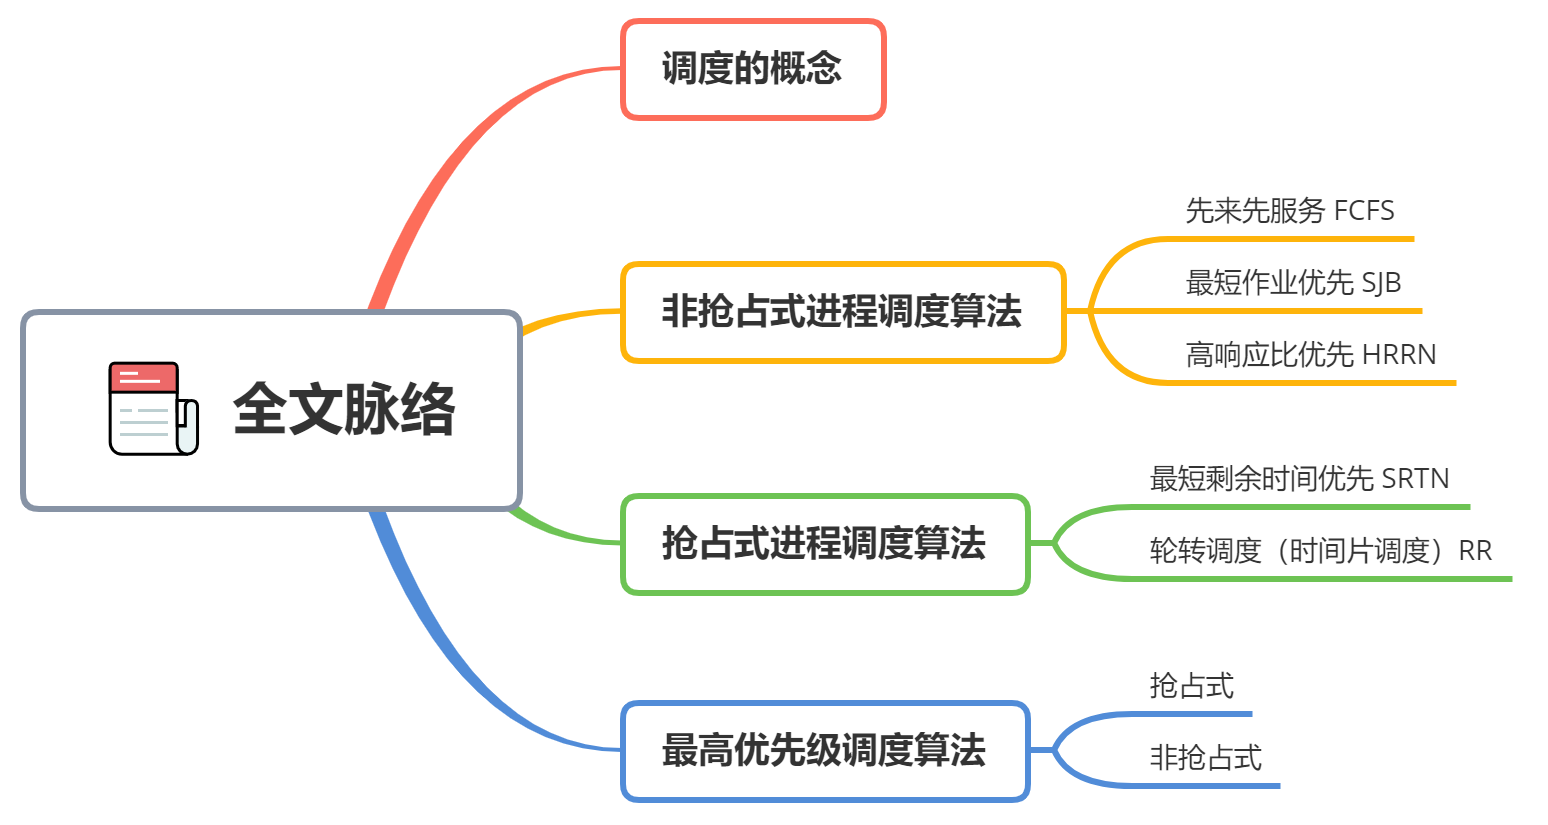 全文脉络
调度的概念
非抢占式进程调度算法
先来先服务 FCFS
最短作业优先 SJB
高响应比优先 HRRN
抢占式进程调度算法
最短剩余时间优先 SRTN
轮转调度（时间片调度）RR
最高优先级调度算法
抢占式
非抢占式